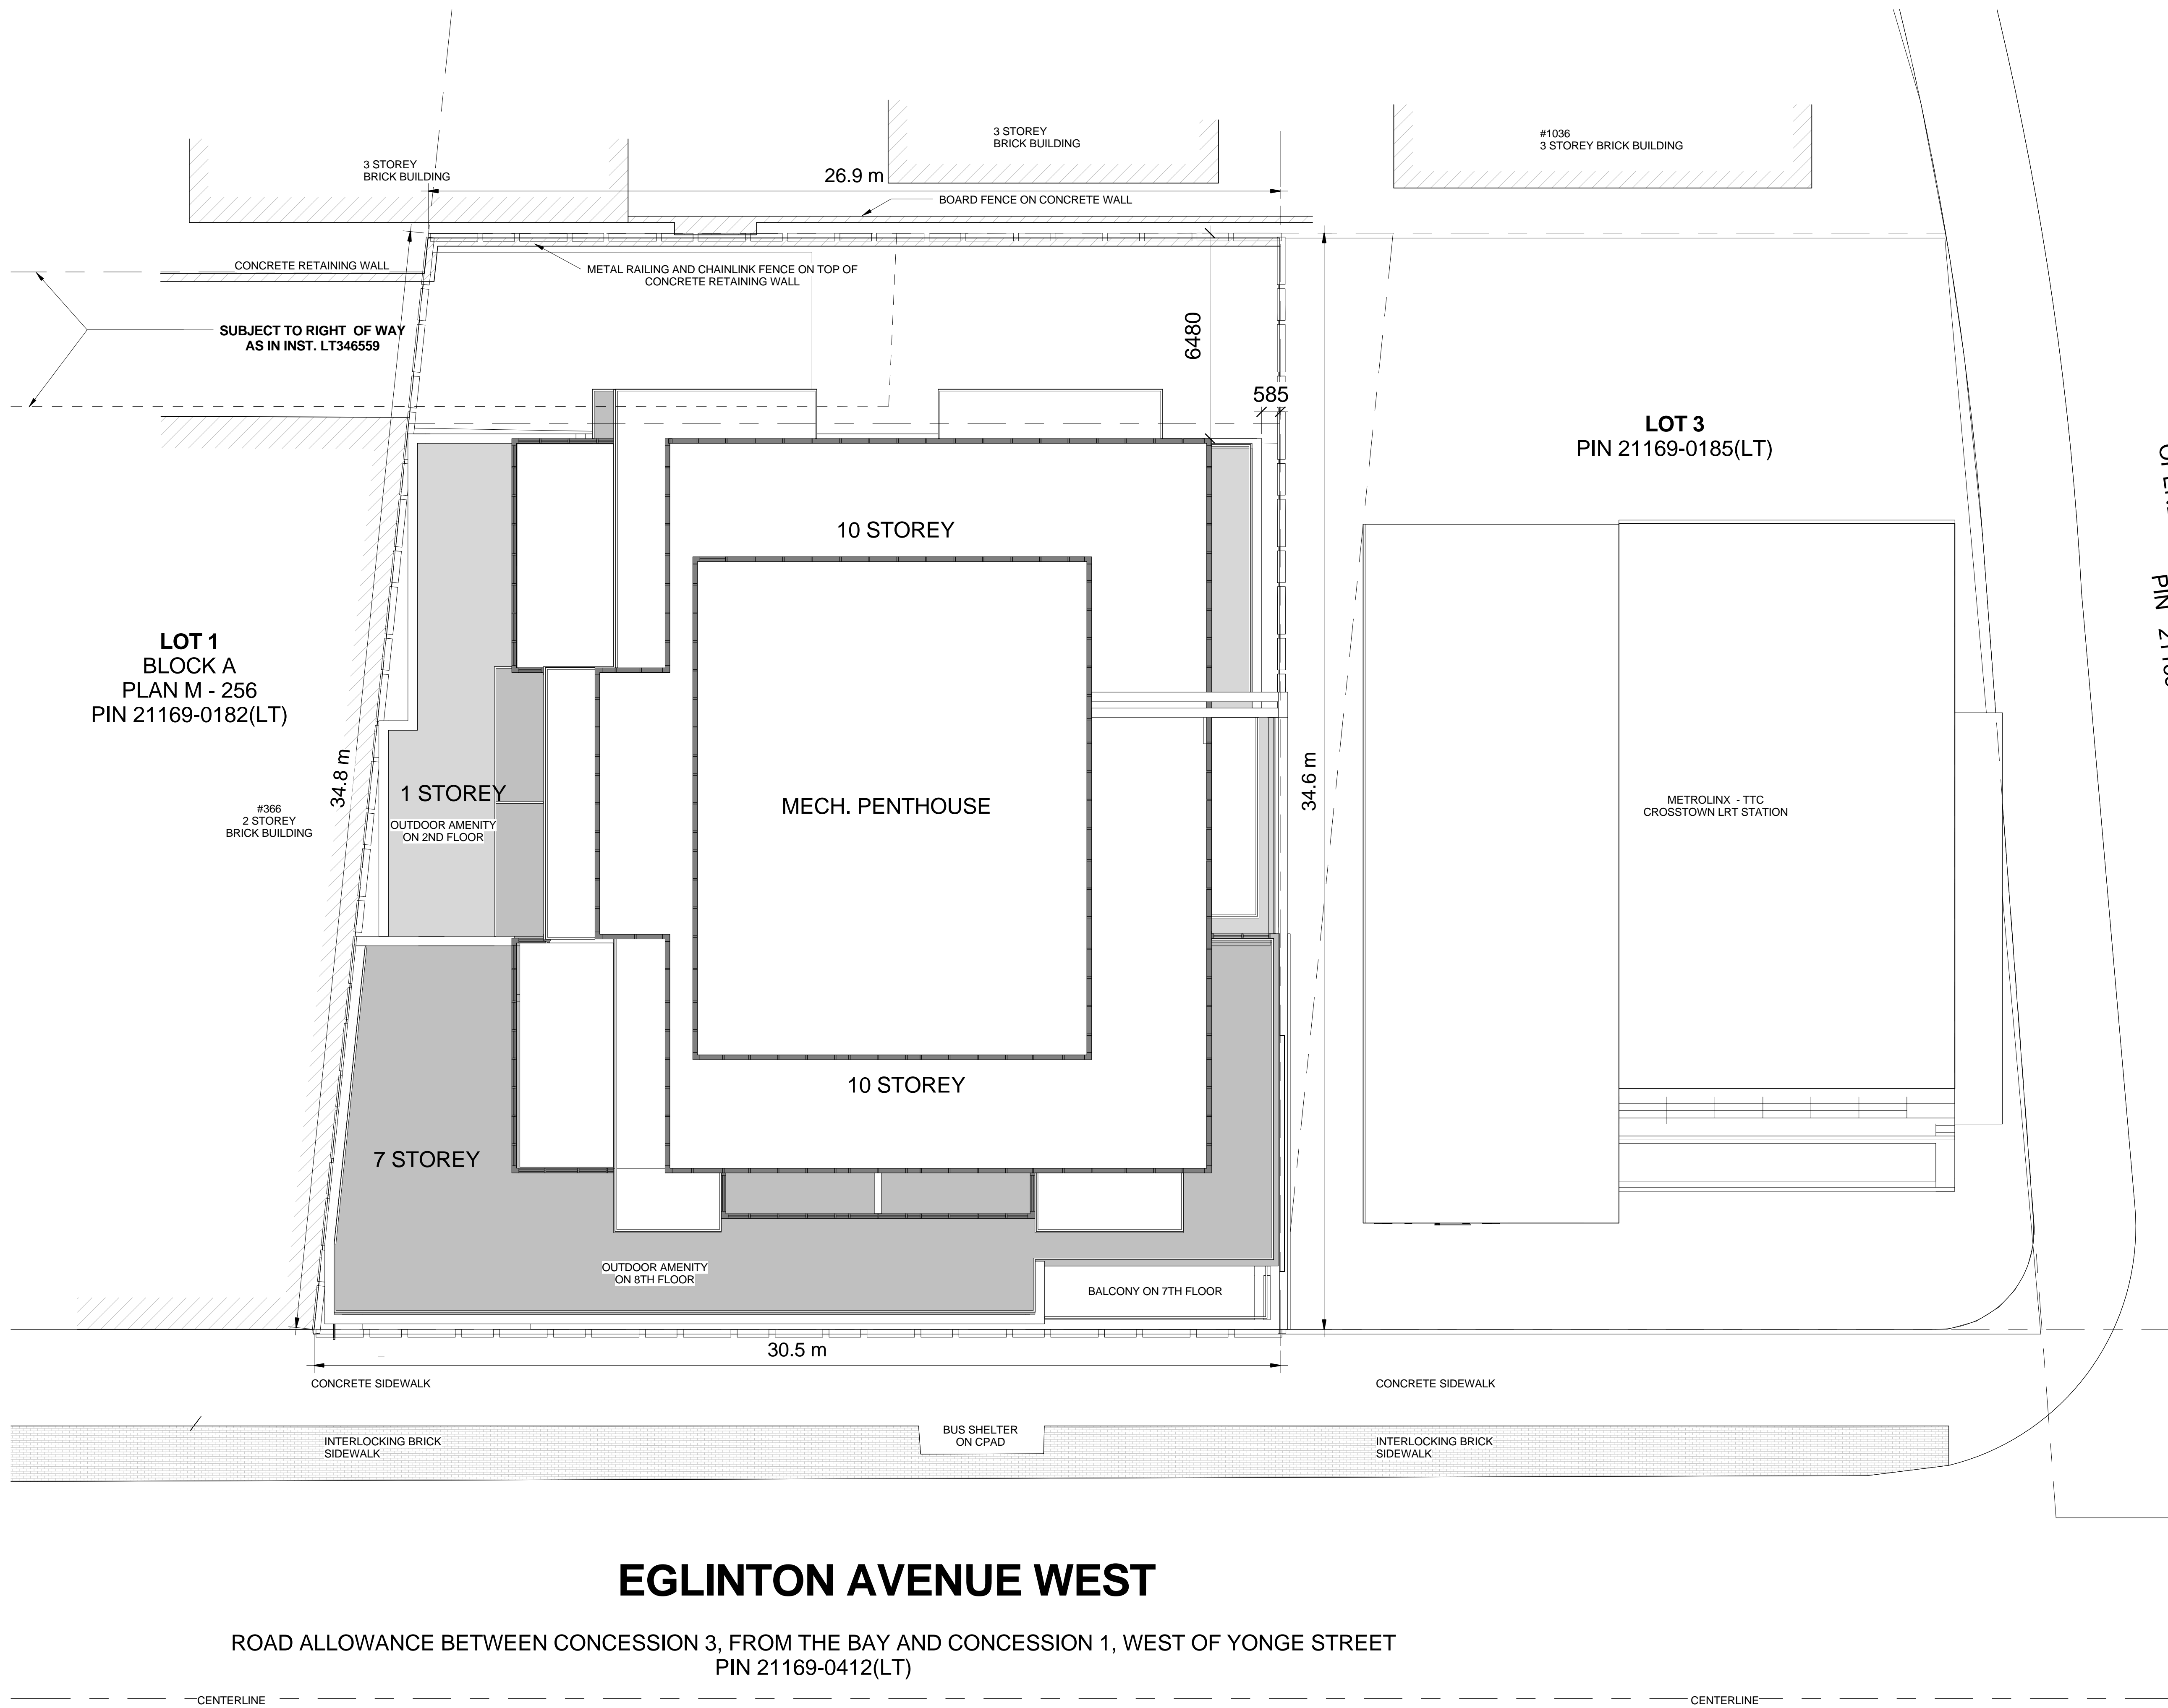 3 STOREY
BRICK BUILDING
#1036
3 STOREY BRICK BUILDING
3 STOREY
BRICK BUILDING
26.9 m
BOARD FENCE ON CONCRETE WALL
CONCRETE RETAINING WALL
METAL RAILING AND CHAINLINK FENCE ON TOP OF
CONCRETE RETAINING WALL
SUBJECT TO RIGHT OF WAY
AS IN INST. LT346559
6480
585
LOT 3
PIN 21169-0185(LT)
10 STOREY
LOT 1
BLOCK A
PLAN M - 256
PIN 21169-0182(LT)
PIN
34.8 m
34.6 m
1 STOREY
MECH. PENTHOUSE
METROLINX - TTC
CROSSTOWN LRT STATION
#366
2 STOREY
BRICK BUILDING
OUTDOOR AMENITY
ON 2ND FLOOR
10 STOREY
7 STOREY
OUTDOOR AMENITY
ON 8TH FLOOR
BALCONY ON 7TH FLOOR
30.5 m
CONCRETE SIDEWALK
CONCRETE SIDEWALK
BUS SHELTER
ON CPAD
INTERLOCKING BRICK
SIDEWALK
INTERLOCKING BRICK
SIDEWALK
EGLINTON AVENUE WEST
ROAD ALLOWANCE BETWEEN CONCESSION 3, FROM THE BAY AND CONCESSION 1, WEST OF YONGE STREET
PIN 21169-0412(LT)
CENTERLINE
CENTERLINE